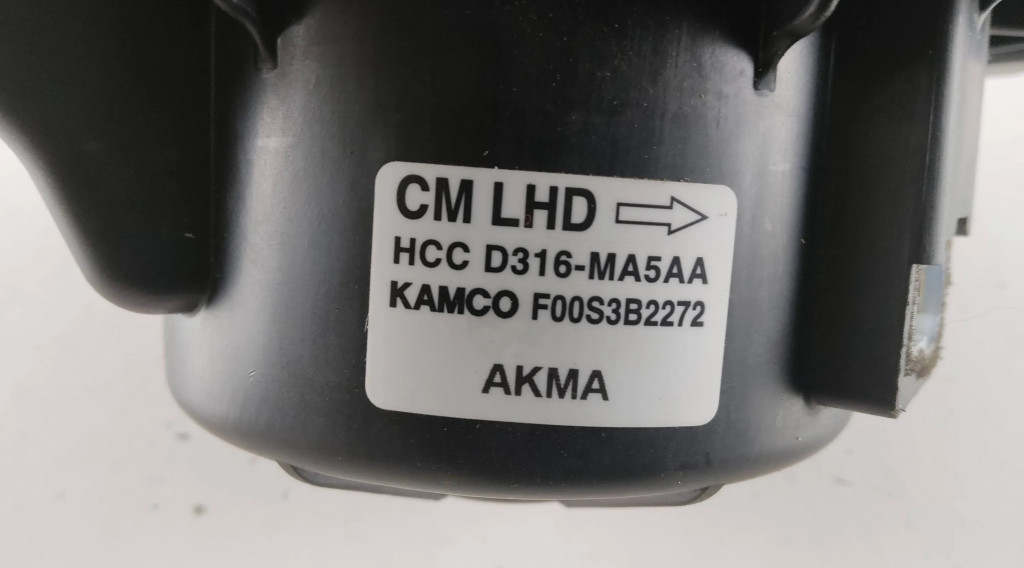 CM LHD
HCC D316-MA5AA
KAMCO F00S3B2272
AKMA